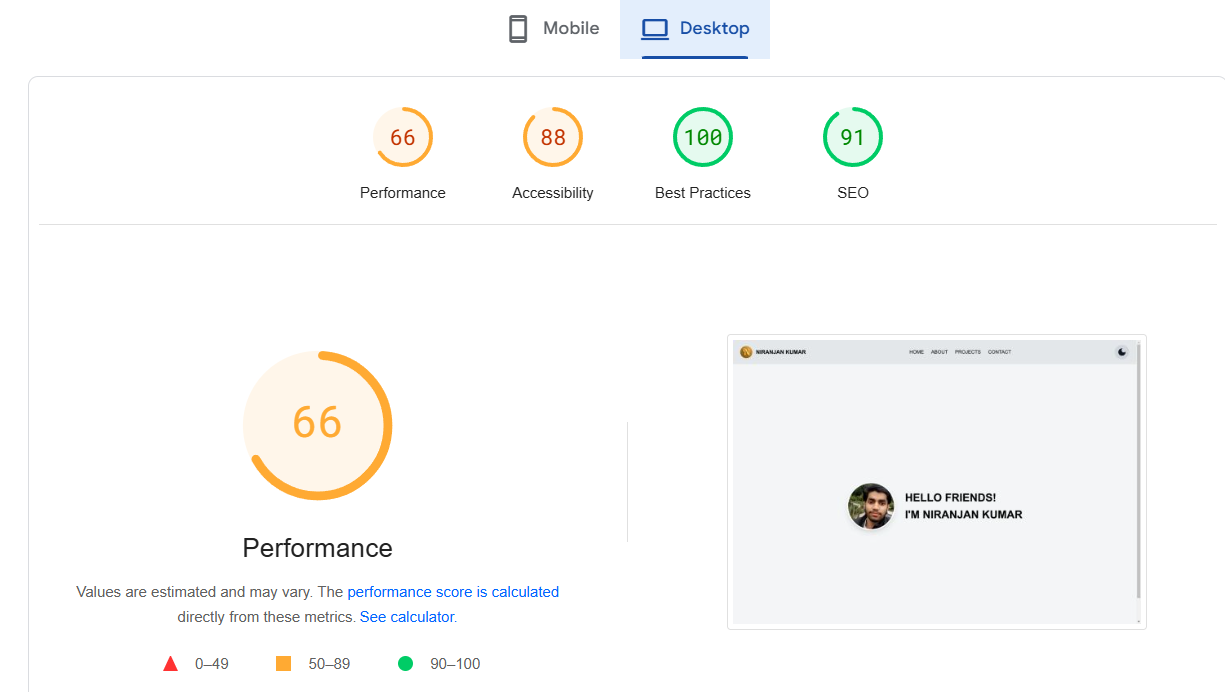 Mobile Desktop
66 88 100 91
Performance Accessibility Best Practices SEO
NIRANJAN KUMAR HOME ABOUT PROJECTS CONTACT
66
HELLO FRIENDS!
I'M NIRANJAN KUMAR
Performance
Values are estimated and may vary. The performance score is calculated
directly from these metrics. See calculator.
0–49 50–89 90–100